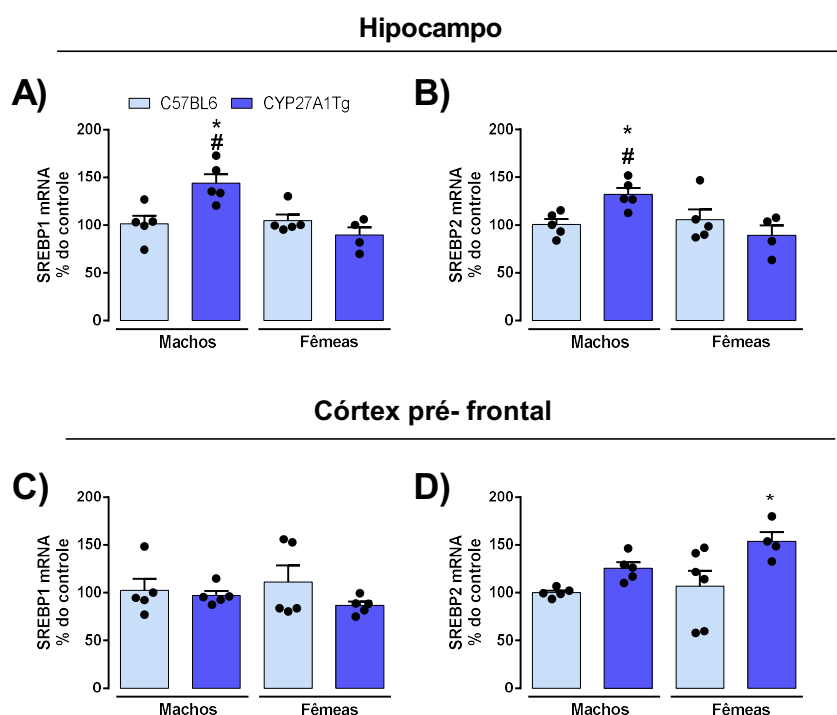 Hipocampo
A)
C57BL6 CYP27A1Tg
SREBP1 mRNA
% do controle
200
150
100
50
0
*
#
Machos Fêmeas
B)
SREBP2 mRNA
% do controle
200
150
100
50
0
*
#
Machos Fêmeas
Córtex pré- frontal
C)
SREBP1 mRNA
% do controle
200
150
100
50
0
Machos Fêmeas
D)
SREBP2 mRNA
% do controle
200
150
100
50
0
*
Machos Fêmeas